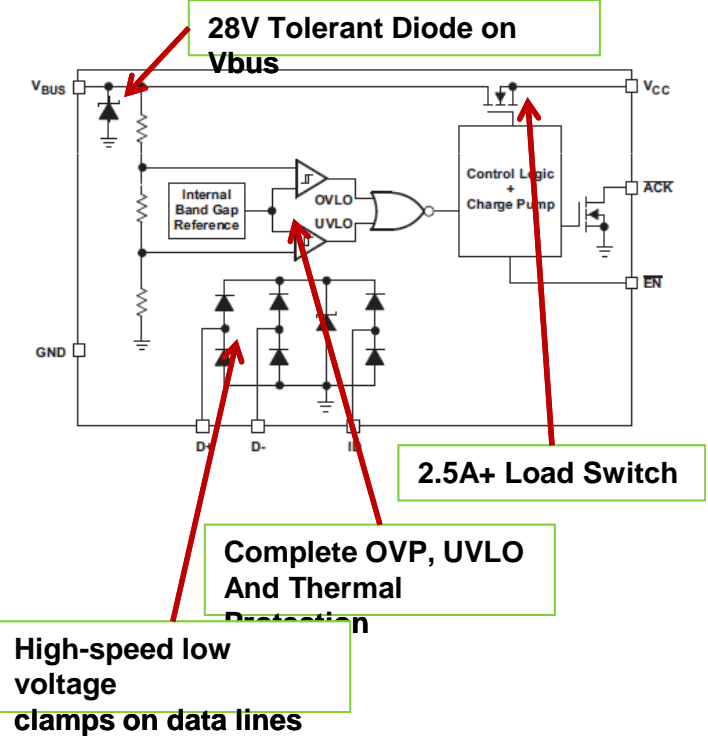 28V Tolerant Diode on
Vbus
VBUS
VCC
Control Logic
+
Charge Pump
ACK
Internal
Band Gap
Reference
OVLO
UVLO
EN
GND
D+
D-
ID
2.5A+ Load Switch
Complete OVP, UVLO
And Thermal
Protection
High-speed low
voltage
clamps on data lines